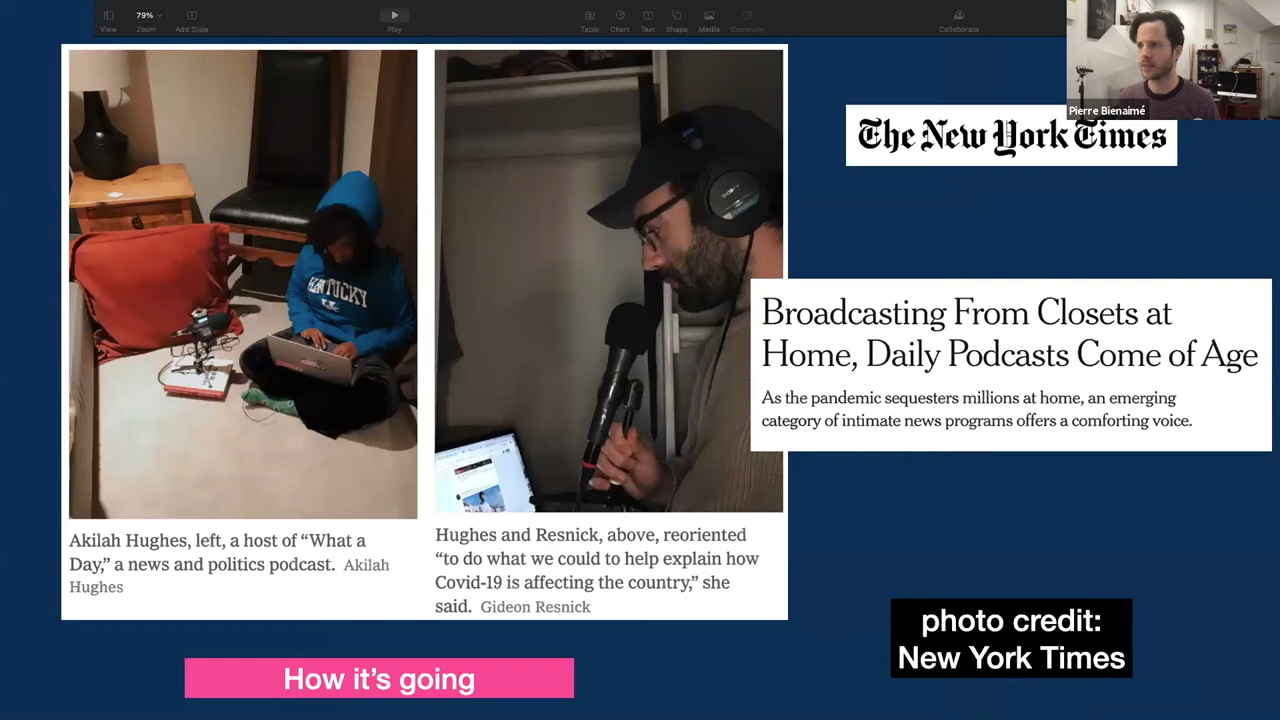 79%
View
Zoom
Add Slide
Play
Table
Chart
Text
Shape
Media
Comment
Collaborate
Pierre Bienaimé
The New York Times
KENTUCKY
SONY
Broadcasting From Closets at
Home, Daily Podcasts Come of Age
As the pandemic sequesters millions at home, an emerging
category of intimate news programs offers a comforting voice.
Akilah Hughes, left, a host of “What a
Day,” a news and politics podcast. Akilah
Hughes
Hughes and Resnick, above, reoriented
“to do what we could to help explain how
Covid-19 is affecting the country,” she
said. Gideon Resnick
photo credit:
New York Times
How it’s going